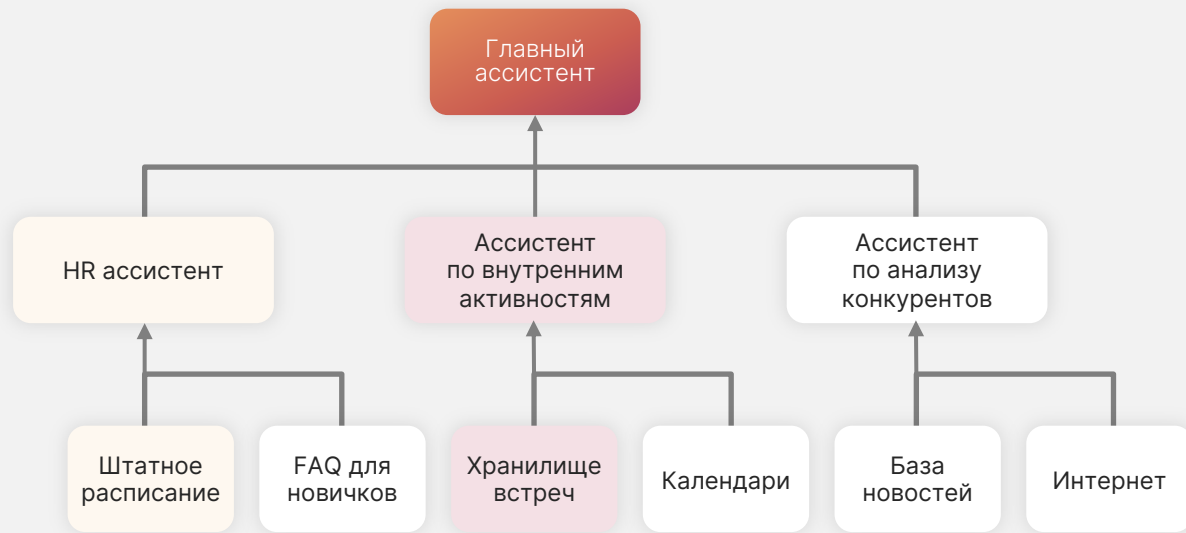 Главный
ассистент
HR ассистент
Ассистент
по внутренним
активностям
Ассистент
по анализу
конкурентов
Штатное
расписание
FAQ для
новичков
Хранилище
встреч
Календари
База
новостей
Интернет